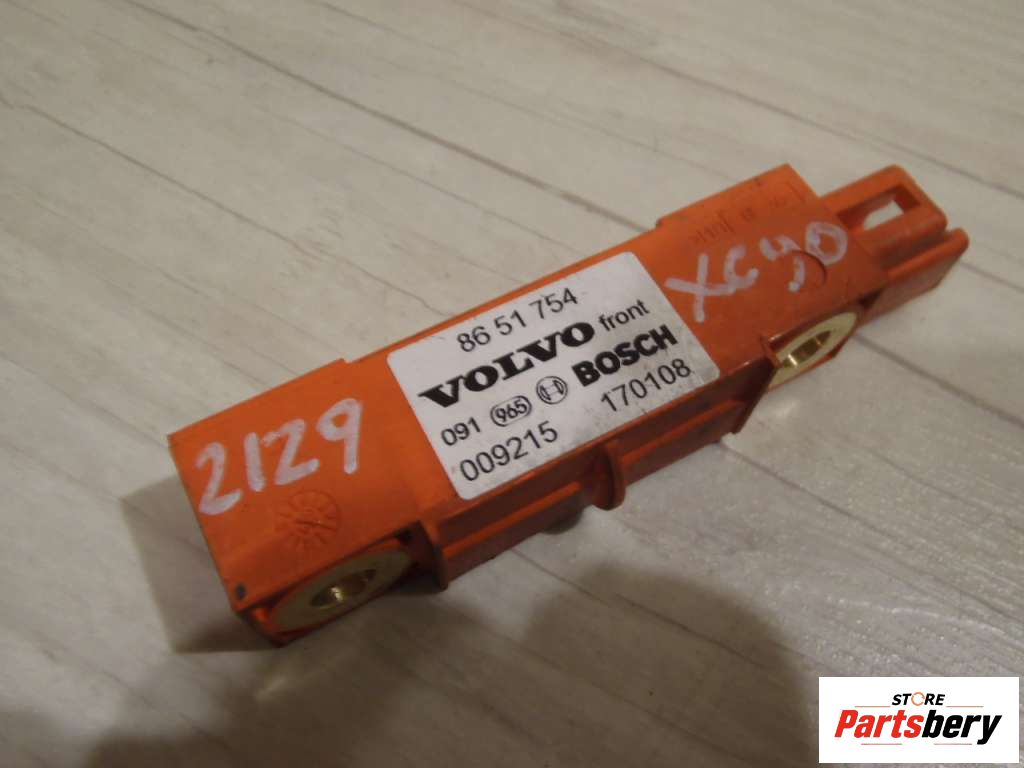 XC90
2129
86 51 754
VOLVO front
091 965 BOSCH
009215 170108
STORE
Partsbery